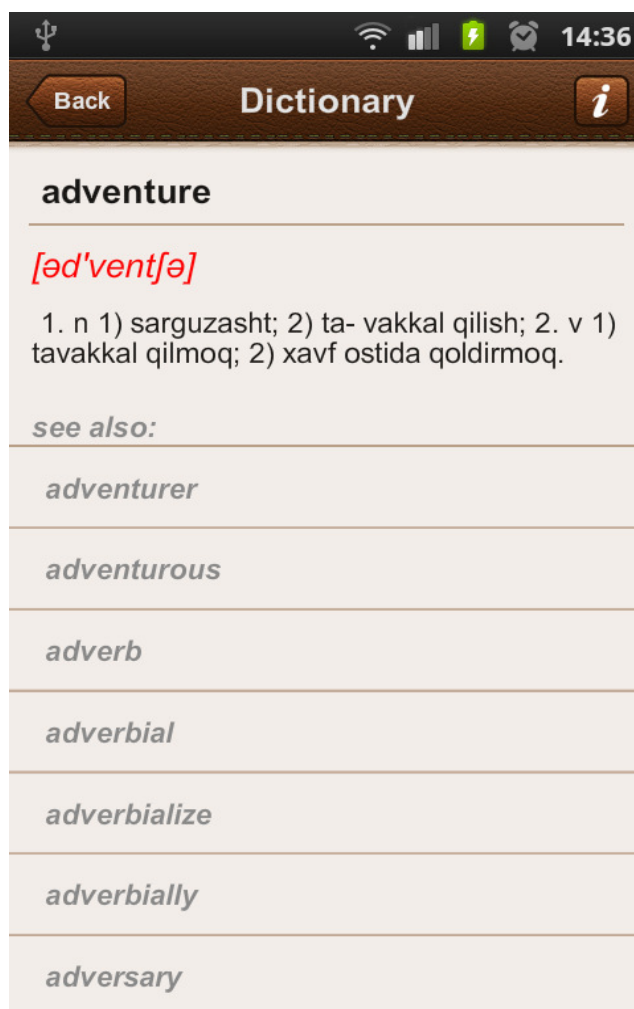 14:36
Back Dictionary i
adventure
[əd'ventʃə]
1. n 1) sarguzasht; 2) ta- vakkal qilish; 2. v 1)
tavakkal qilmoq; 2) xavf ostida qoldirmoq.
see also:
adventurer
adventurous
adverb
adverbial
adverbialize
adverbially
adversary